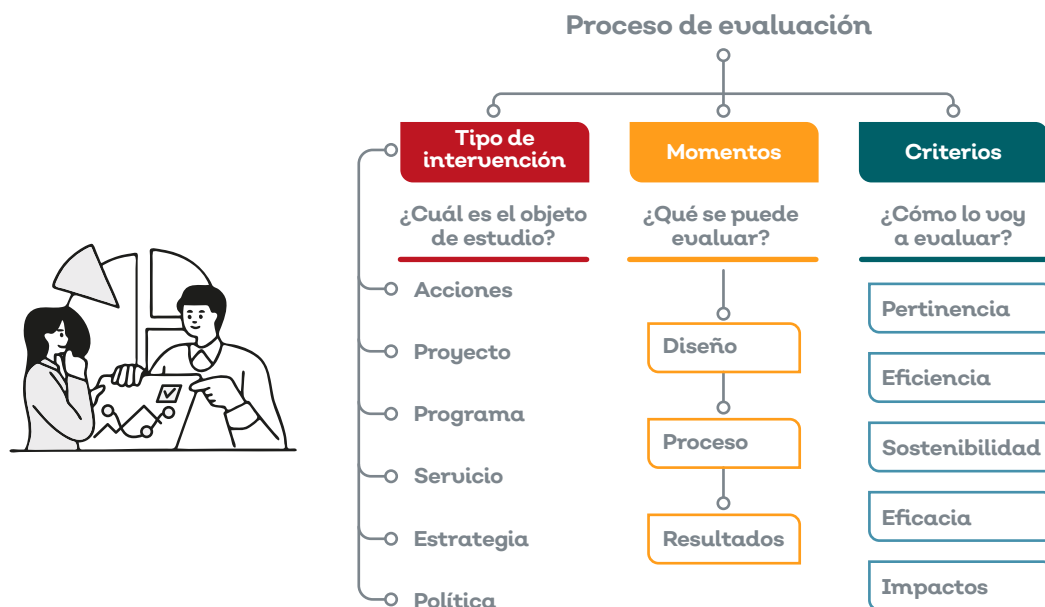 Proceso de evaluación
Tipo de
intervención
¿Cuál es el objeto
de estudio?
Acciones
Proyecto
Programa
Servicio
Estrategia
Política
Momentos
¿Qué se puede
evaluar?
Diseño
Proceso
Resultados
Criterios
¿Cómo lo voy
a evaluar?
Pertinencia
Eficiencia
Sostenibilidad
Eficacia
Impactos